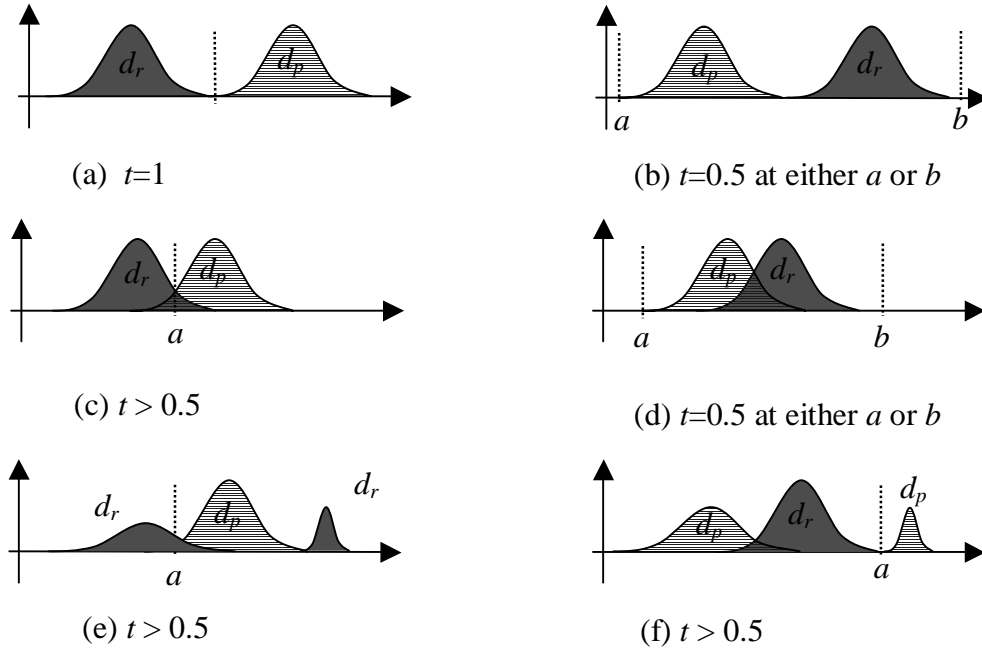 d_r d_p
(a) t=1
d_p d_r
a b
(b) t=0.5 at either a or b
d_r d_p
a
(c) t > 0.5
d_p d_r
a b
(d) t=0.5 at either a or b
d_r d_p d_r
a
(e) t > 0.5
d_p d_r d_p
a
(f) t > 0.5